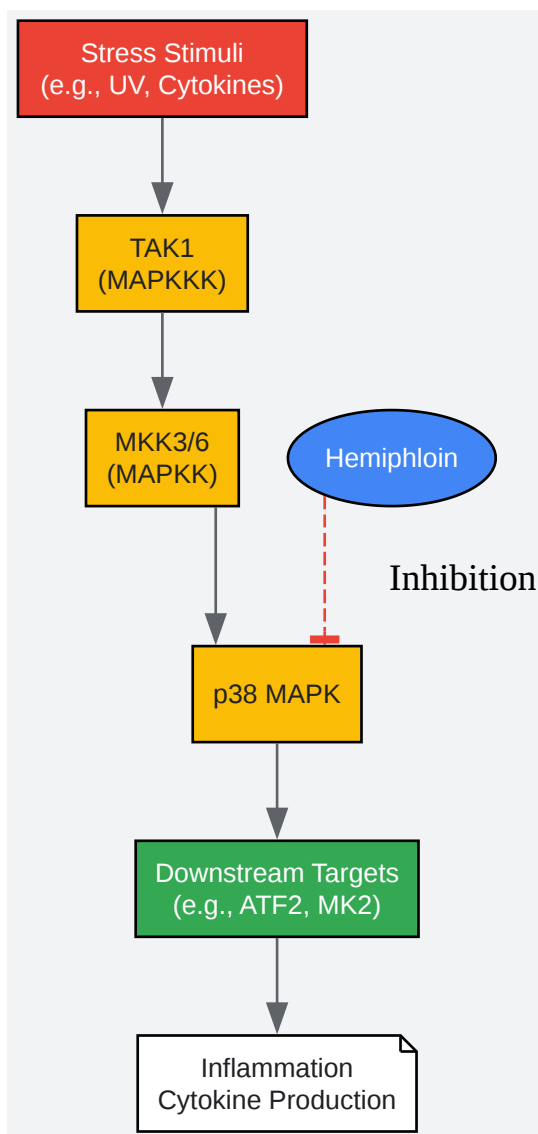 Stress Stimuli
(e.g., UV, Cytokines)
TAK1
(MAPKKK)
MKK3/6
(MAPKK)
Hemiphloin
Inhibition
p38 MAPK
Downstream Targets
(e.g., ATF2, MK2)
Inflammation
Cytokine Production